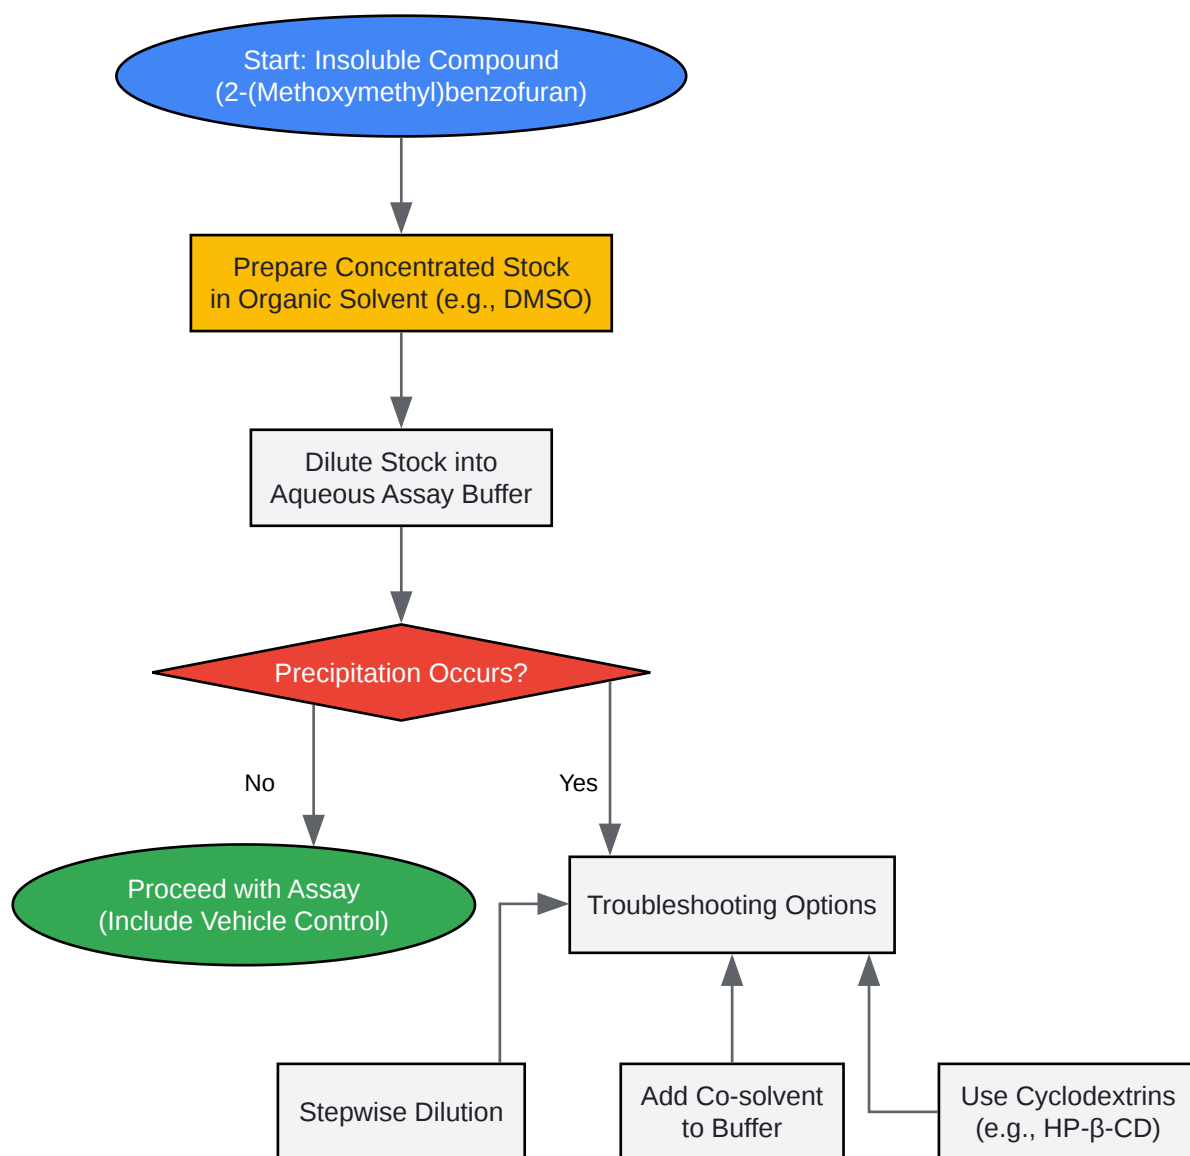 Start: Insoluble Compound
(2-(Methoxymethyl)benzofuran)
Prepare Concentrated Stock
in Organic Solvent (e.g., DMSO)
Dilute Stock into
Aqueous Assay Buffer
Precipitation Occurs?
No
Yes
Proceed with Assay
(Include Vehicle Control)
Troubleshooting Options
Stepwise Dilution
Add Co-solvent
to Buffer
Use Cyclodextrins
(e.g., HP-β-CD)